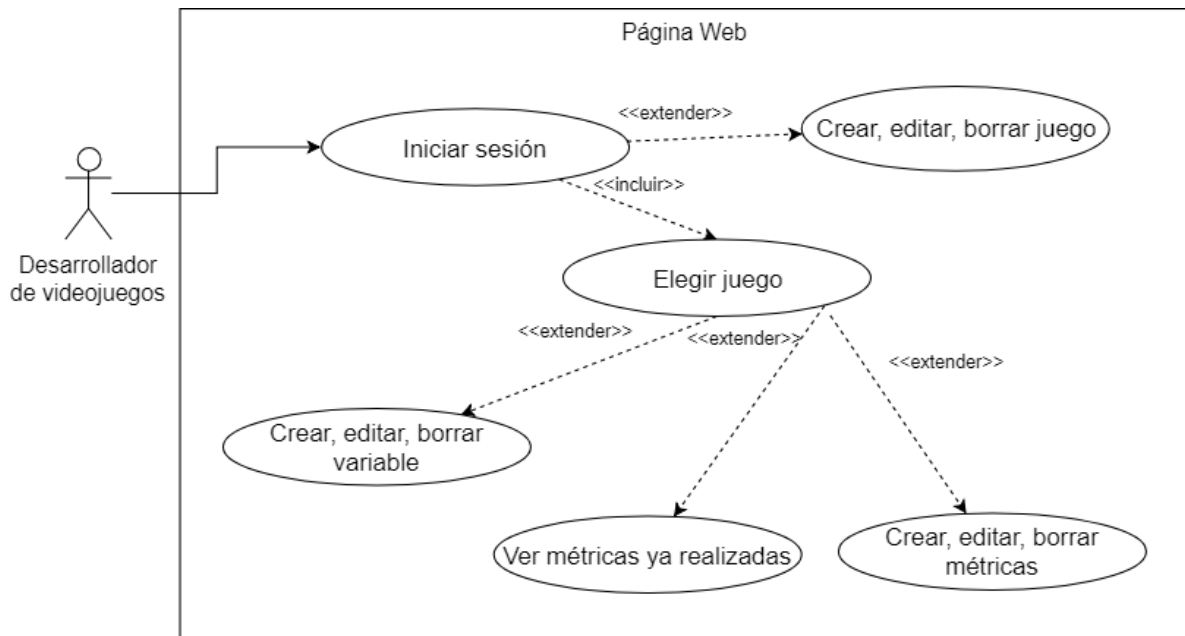 Página Web
<<extender>>
Crear, editar, borrar juego
Iniciar sesión
<<incluir>>
Desarrollador
de videojuegos
Elegir juego
<<extender>>
<<extender>>
<<extender>>
Crear, editar, borrar
variable
Ver métricas ya realizadas
Crear, editar, borrar
métricas